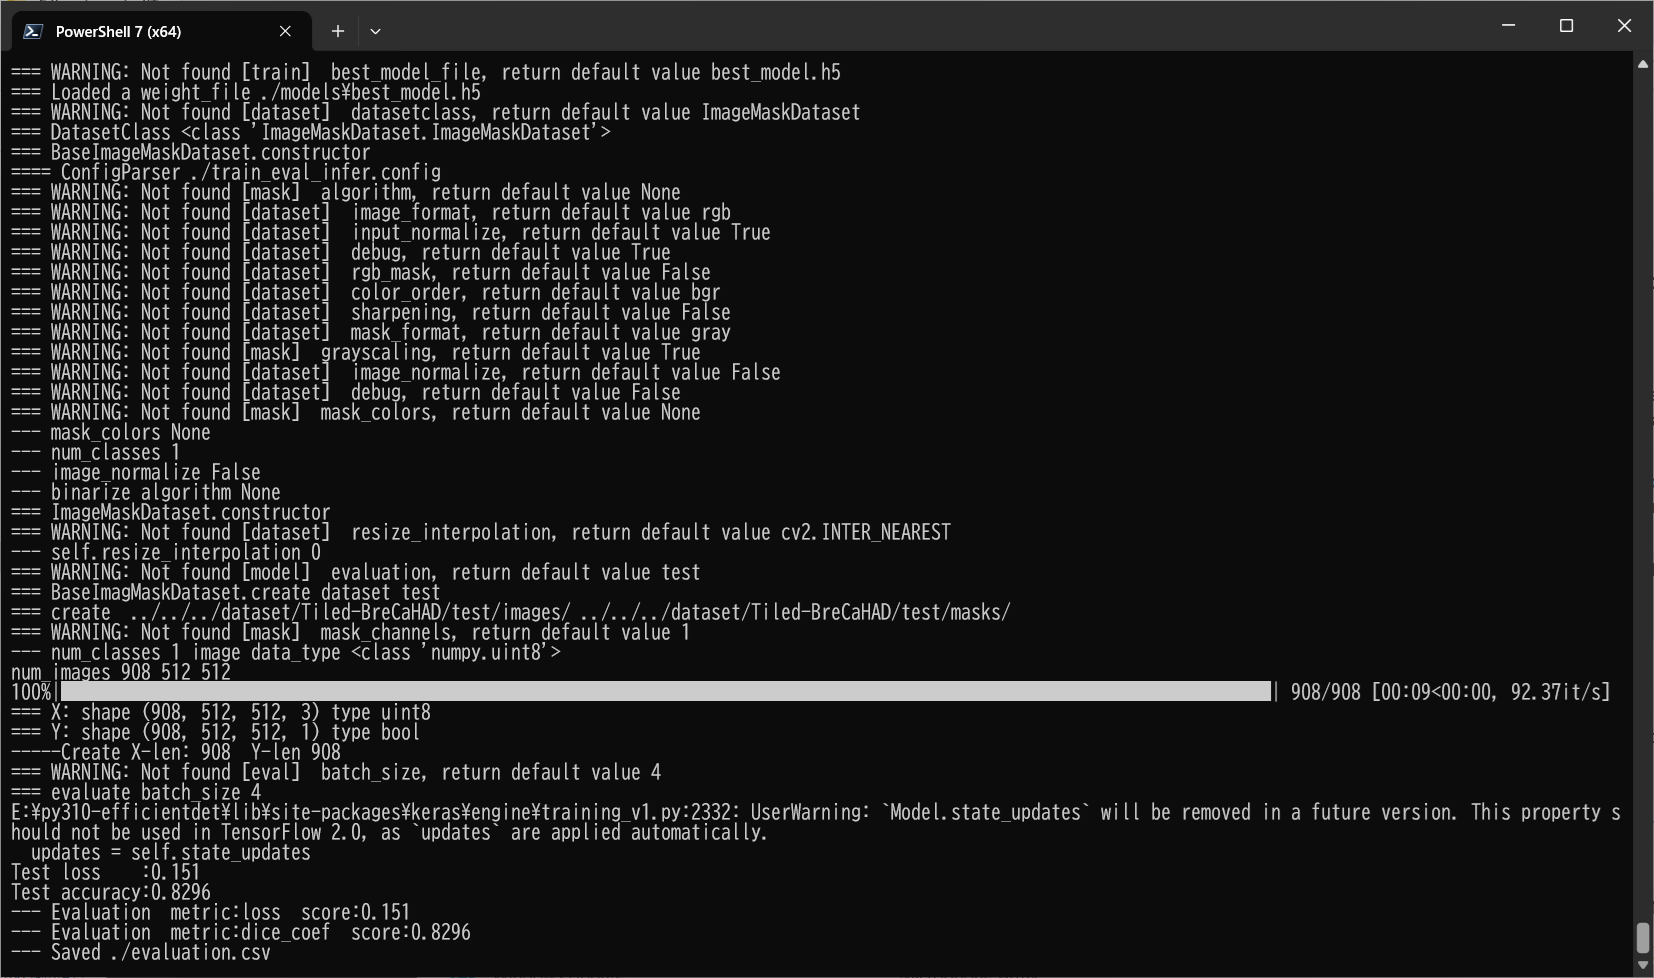 PowerShell 7 (x64)
=== WARNING: Not found [train]  best_model_file, return default value best_model.h5
=== Loaded a weight_file ./models¥best_model.h5
=== WARNING: Not found [dataset]  datasetclass, return default value ImageMaskDataset
=== DatasetClass <class 'ImageMaskDataset.ImageMaskDataset'>
=== BaseImageMaskDataset.constructor
==== ConfigParser ./train_eval_infer.config
=== WARNING: Not found [mask]  algorithm, return default value None
=== WARNING: Not found [dataset]  image_format, return default value rgb
=== WARNING: Not found [dataset]  input_normalize, return default value True
=== WARNING: Not found [dataset]  debug, return default value True
=== WARNING: Not found [dataset]  rgb_mask, return default value False
=== WARNING: Not found [dataset]  color_order, return default value bgr
=== WARNING: Not found [dataset]  sharpening, return default value False
=== WARNING: Not found [dataset]  mask_format, return default value gray
=== WARNING: Not found [mask]  grayscaling, return default value True
=== WARNING: Not found [dataset]  image_normalize, return default value False
=== WARNING: Not found [dataset]  debug, return default value False
=== WARNING: Not found [mask]  mask_colors, return default value None
--- mask_colors None
--- num_classes 1
--- image_normalize False
--- binarize algorithm None
=== ImageMaskDataset.constructor
=== WARNING: Not found [dataset]  resize_interpolation, return default value cv2.INTER_NEAREST
--- self.resize_interpolation 0
=== WARNING: Not found [model]  evaluation, return default value test
=== BaseImagMaskDataset.create dataset test
=== create  ../../../dataset/Tiled-BreCaHAD/test/images/ ../../../dataset/Tiled-BreCaHAD/test/masks/
=== WARNING: Not found [mask]  mask_channels, return default value 1
--- num_classes 1 image data_type <class 'numpy.uint8'>
num_images 908 512 512
100%| | 908/908 [00:09<00:00, 92.37it/s]
=== X: shape (908, 512, 512, 3) type uint8
=== Y: shape (908, 512, 512, 1) type bool
-----Create X-len: 908  Y-len 908
=== WARNING: Not found [eval]  batch_size, return default value 4
=== evaluate batch_size 4
E:¥py310-efficientdet¥lib¥site-packages¥keras¥engine¥training_v1.py:2332: UserWarning: `Model.state_updates` will be removed in a future version. This property s
hould not be used in TensorFlow 2.0, as `updates` are applied automatically.
  updates = self.state_updates
Test loss    :0.151
Test accuracy:0.8296
--- Evaluation  metric:loss  score:0.151
--- Evaluation  metric:dice_coef  score:0.8296
--- Saved ./evaluation.csv